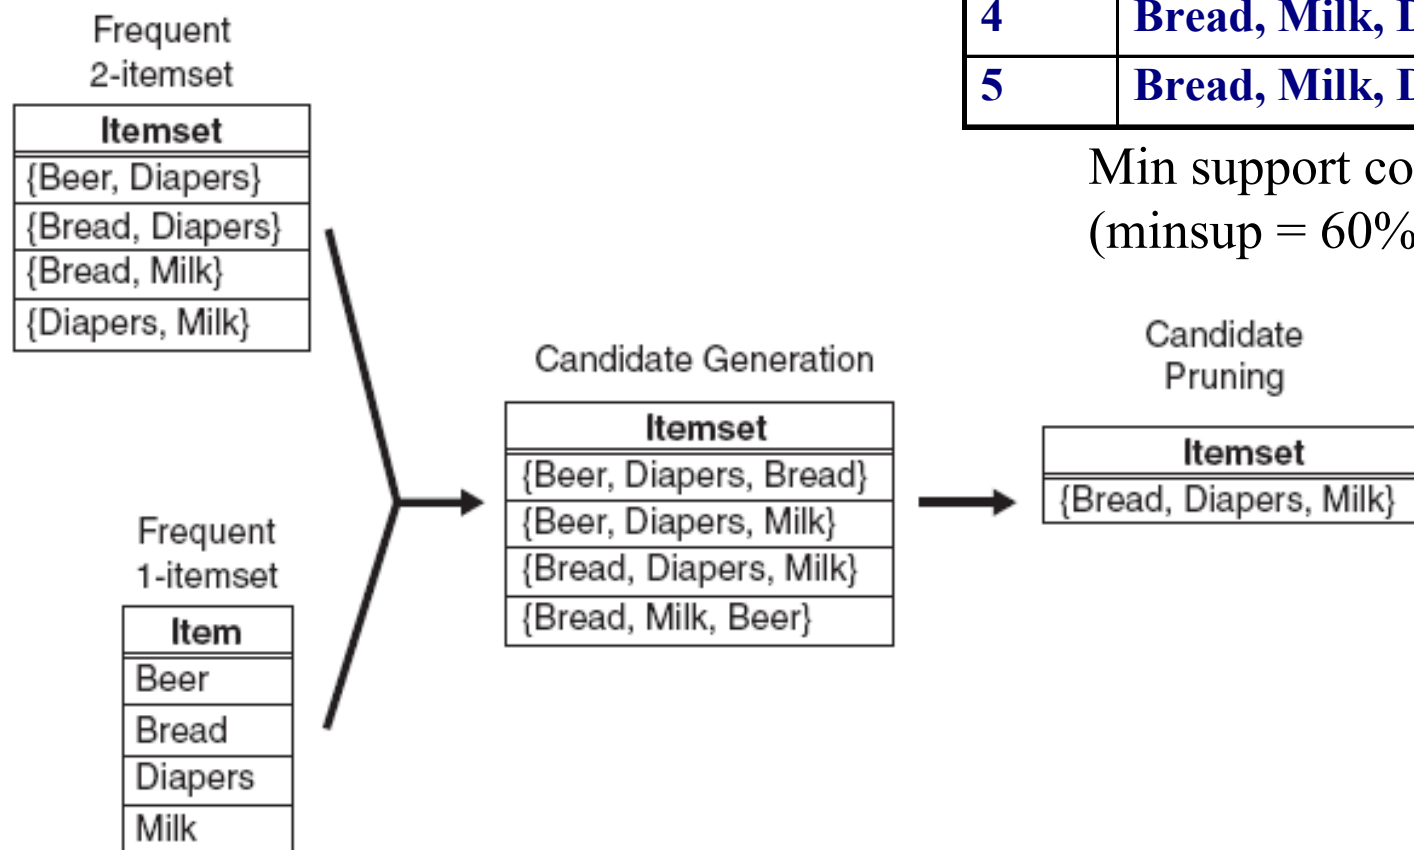 Frequent
2-itemset
Itemset
{Beer, Diapers}
{Bread, Diapers}
{Bread, Milk}
{Diapers, Milk}
4 Bread, Milk,
5 Bread, Milk,
Min support
(minsup = 60%
Candidate Generation
Itemset
{Beer, Diapers, Bread}
{Beer, Diapers, Milk}
{Bread, Diapers, Milk}
{Bread, Milk, Beer}
Candidate
Pruning
Itemset
{Bread, Diapers, Milk}
Frequent
1-itemset
Item
Beer
Bread
Diapers
Milk